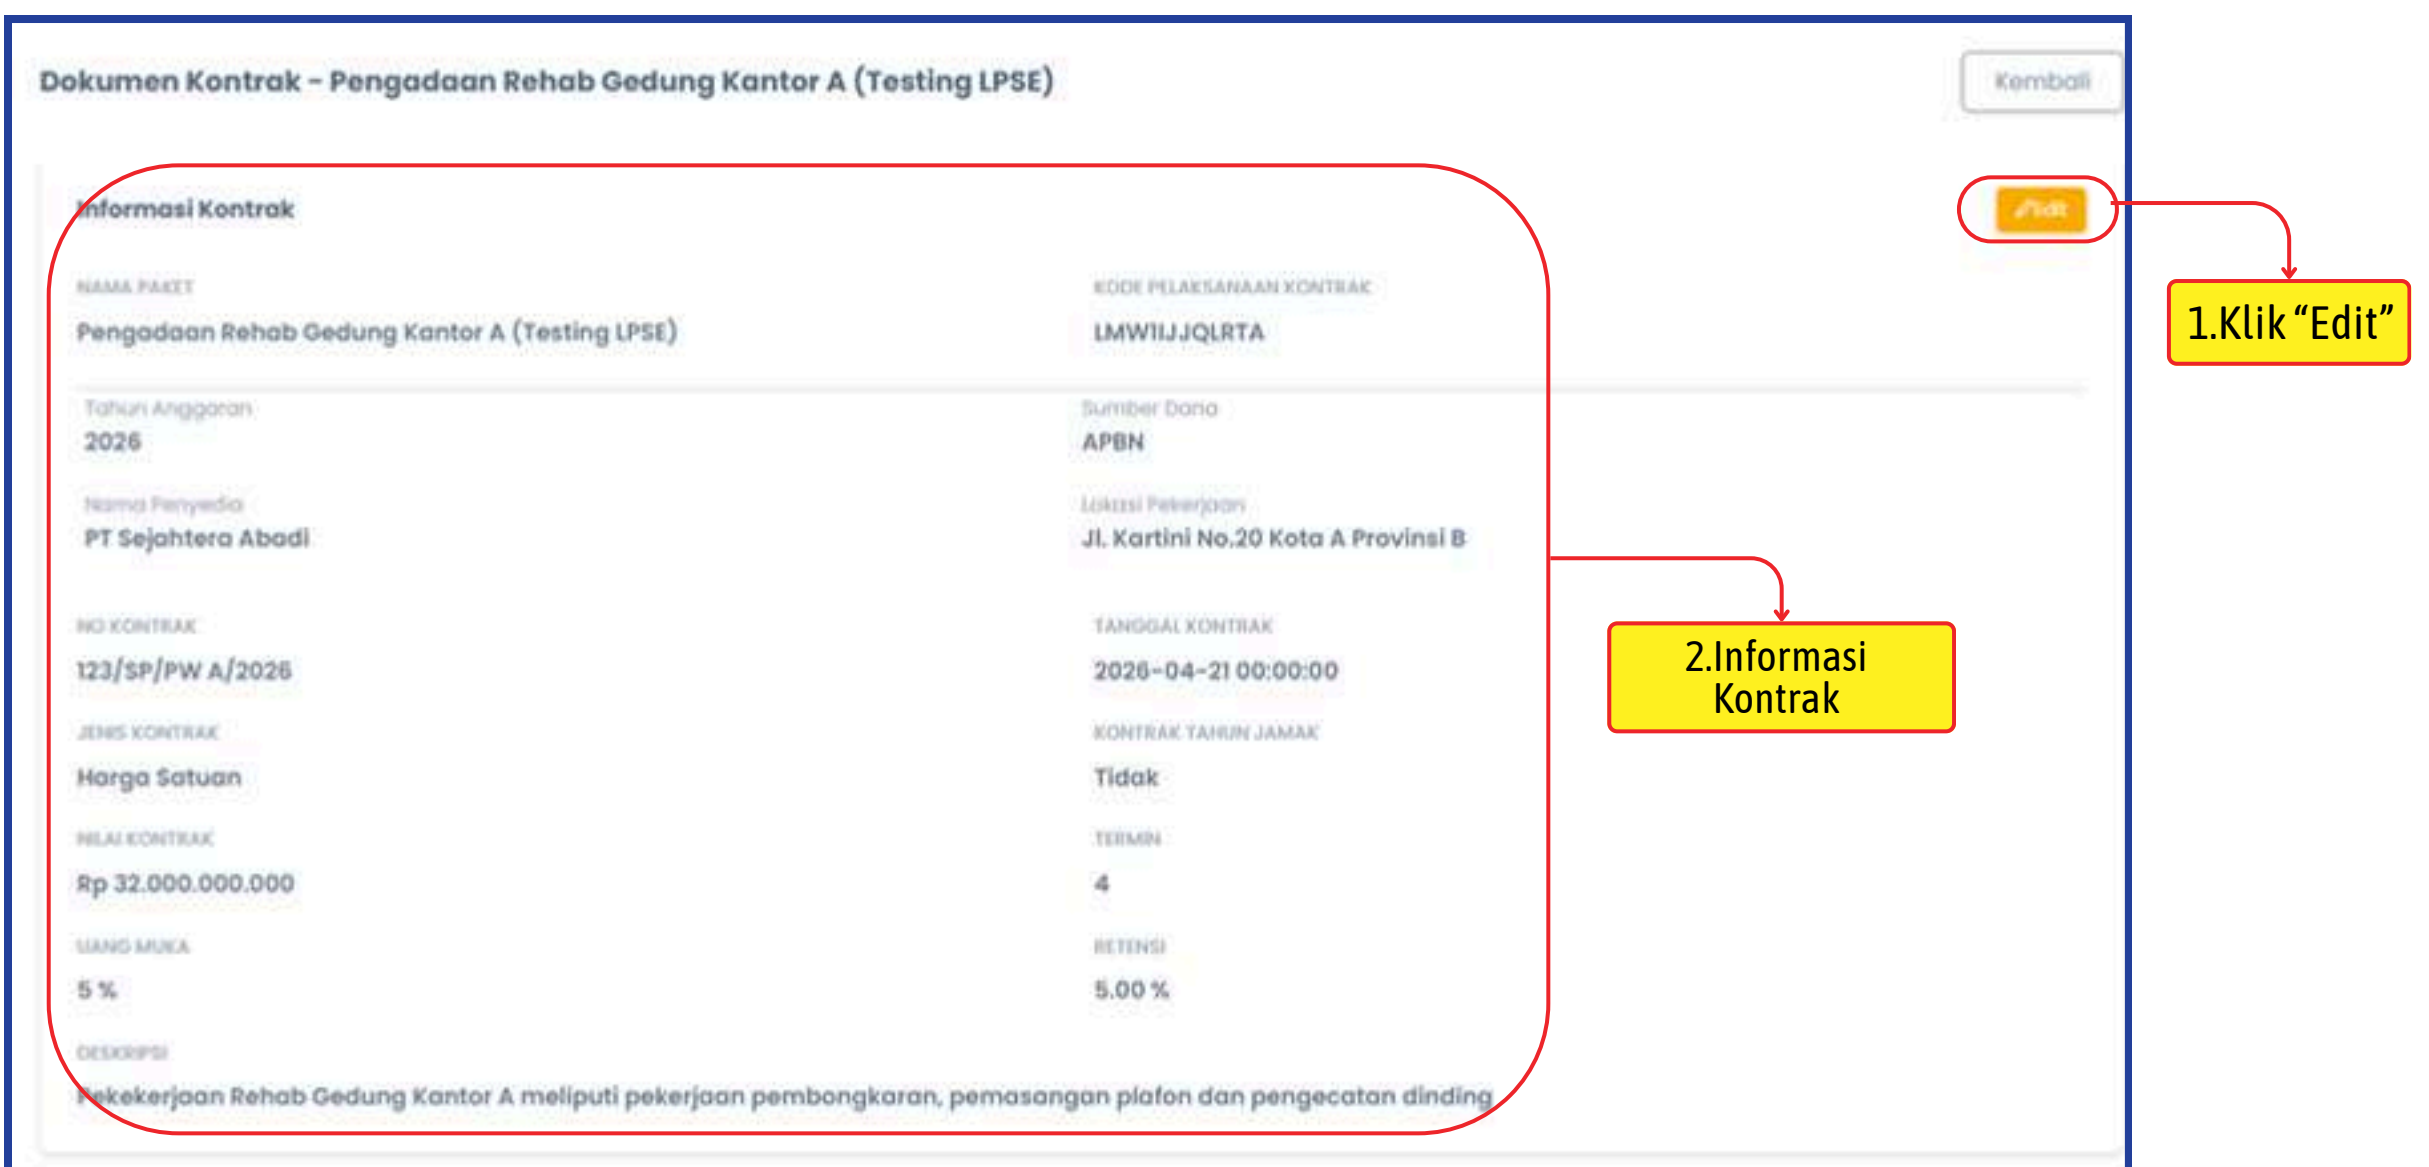 Dokumen Kontrak - Pengadaan Rehab Gedung Kantor A (Testing LPSE)
Kembali
Informasi Kontrak
Edit
1.Klik “Edit”
NAMA PAKET
KODE PELAKSANAAN KONTRAK
Pengadaan Rehab Gedung Kantor A (Testing LPSE)
LMW1IJJQLRTA
Tahun Anggaran
Sumber Dana
2026
APBN
Nama Penyedia
Lokasi Pekerjaan
PT Sejahtera Abadi
Jl. Kartini No.20 Kota A Provinsi B
NO KONTRAK
TANGGAL KONTRAK
123/SP/PW A/2026
2026-04-21 00:00:00
2.Informasi
Kontrak
JENIS KONTRAK
KONTRAK TAHUN JAMAK
Harga Satuan
Tidak
NILAI KONTRAK
TERMIN
Rp 32.000.000.000
4
UANG MUKA
RETENSI
5 %
5.00 %
DESKRIPSI
Pekekerjaan Rehab Gedung Kantor A meliputi pekerjaan pembongkaran, pemasangan plafon dan pengecatan dinding